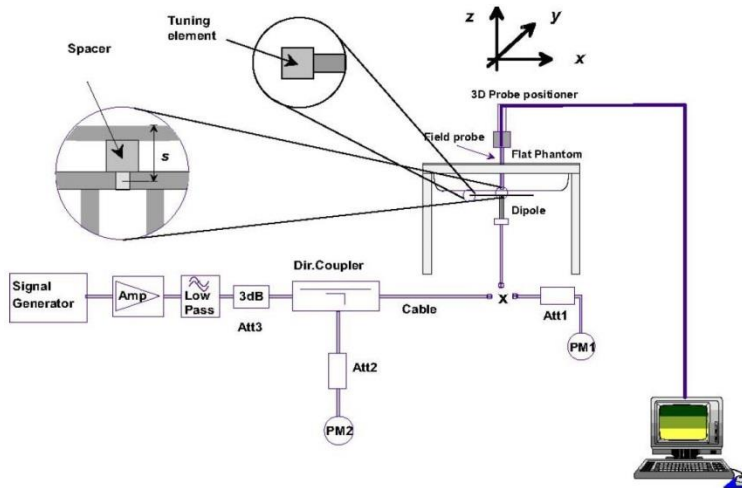 Tuning
element
Spacer
s
z
y
x
3D Probe positioner
Field probe
Flat Phantom
Dipole
Dir.Coupler
Signal
Generator
Amp
Low
Pass
3dB
Att3
Cable
x
Att1
PM1
Att2
PM2